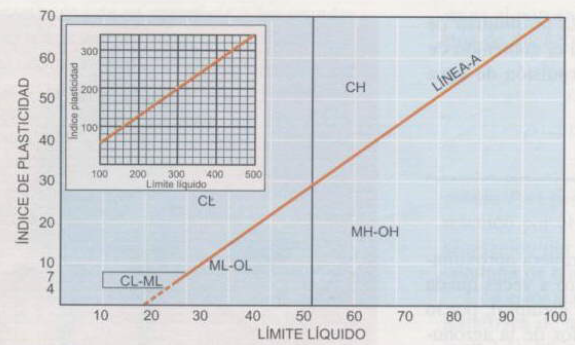 70
60
50
40
30
20
10
7
4
ÍNDICE DE PLASTICIDAD
300
200
100
Indice plasticidad
100 200 300 400 500
Límite líquido
CH
LÍNEA-A
CL
MH-OH
ML-OL
CL-ML
10 20 30 40 50 60 70 80 90 100
LÍMITE LÍQUIDO